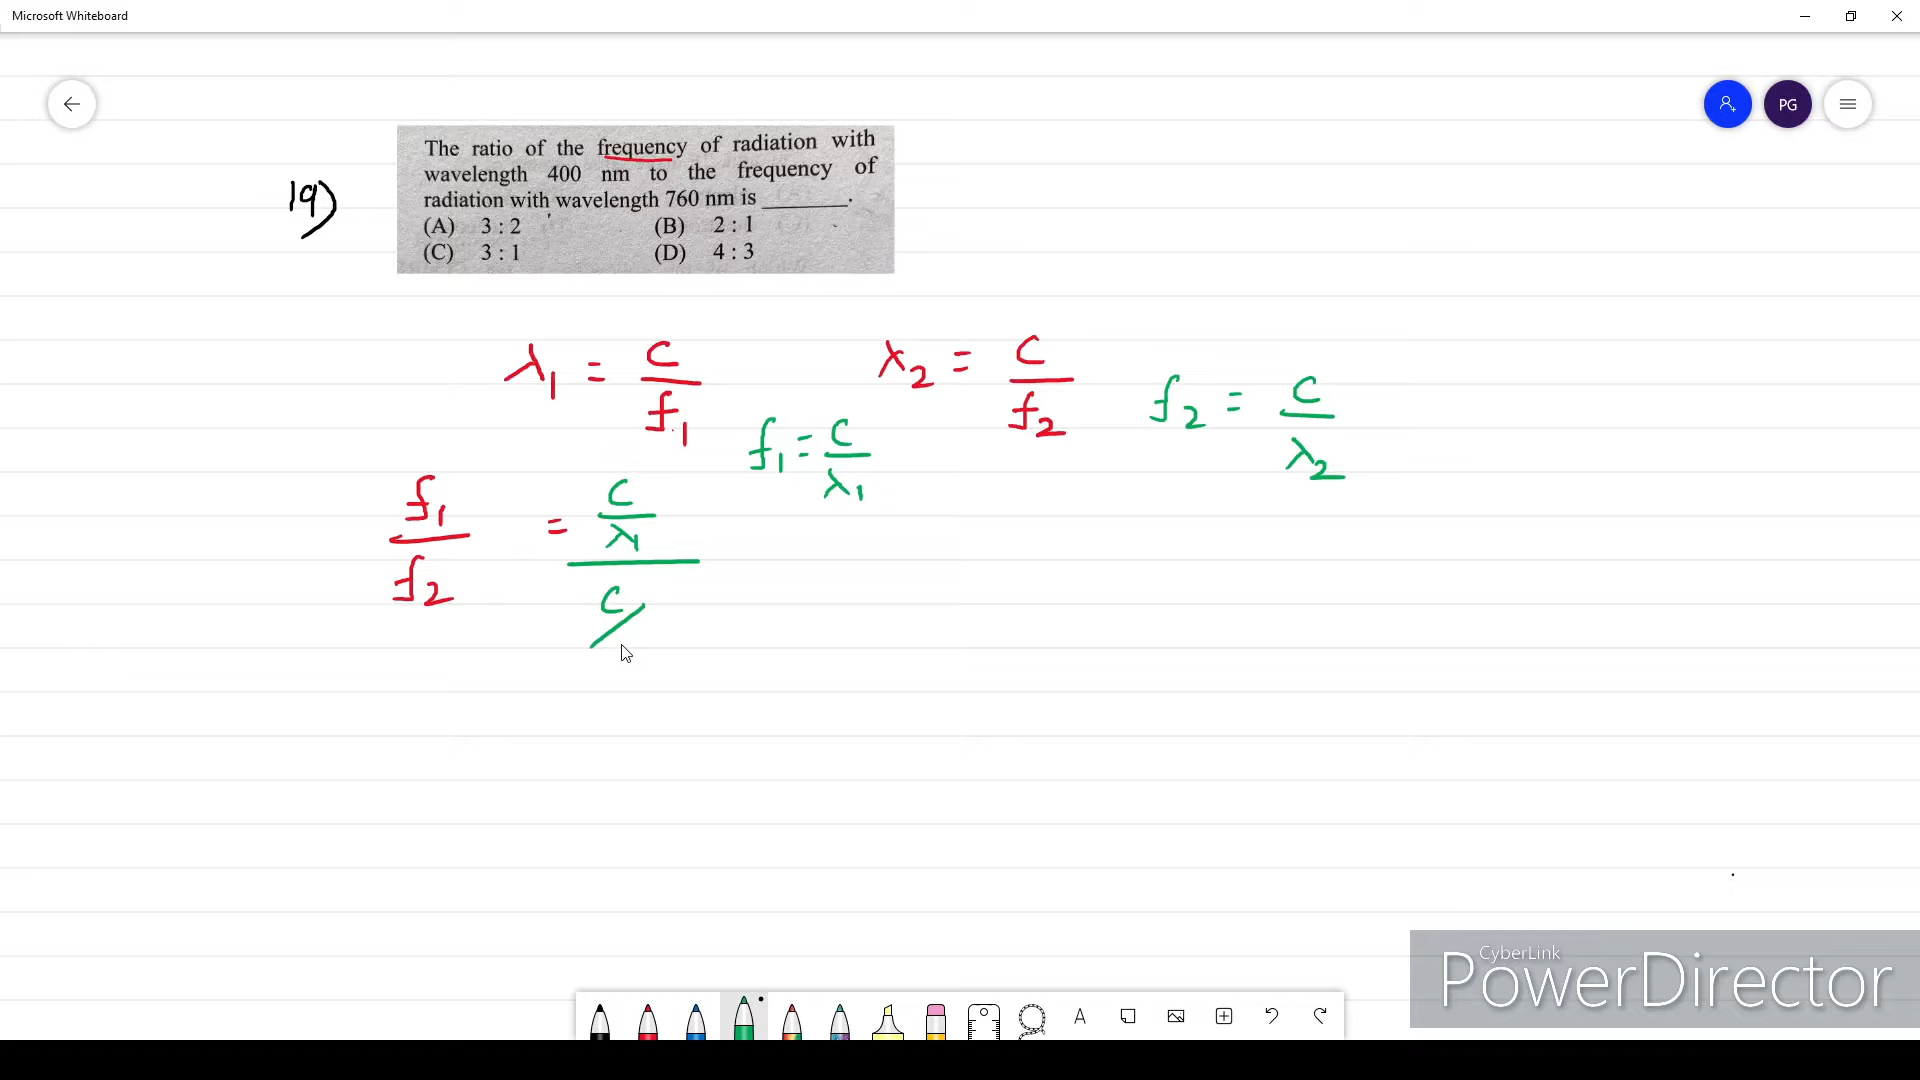 Microsoft Whiteboard
PG
19)
The ratio of the frequency of radiation with
wavelength 400 nm to the frequency of
radiation with wavelength 760 nm is ________.
(A) 3 : 2 (B) 2 : 1
(C) 3 : 1 (D) 4 : 3
λ₁ = c/f₁ λ₂ = c/f₂ f₂ = c/λ₂
f₁ = c/λ₁
f₁/f₂ = (c/λ₁)/(c/
CyberLink
PowerDirector
A